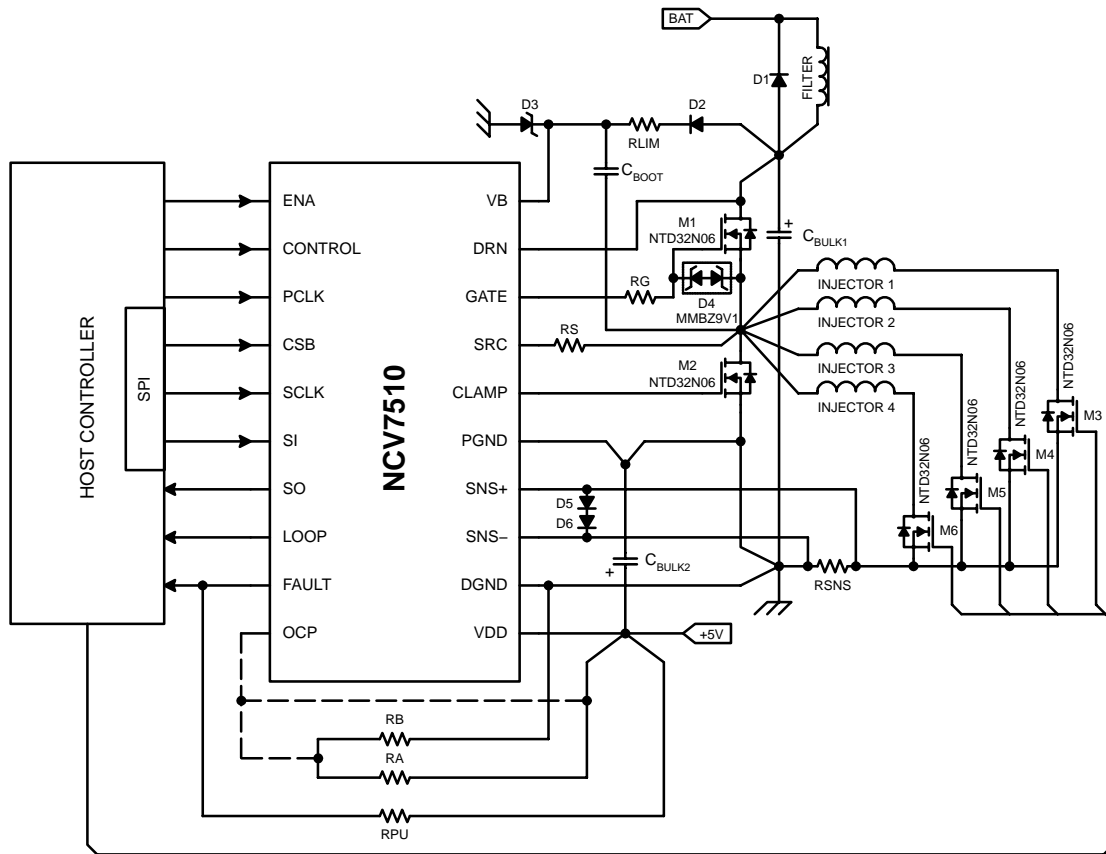 BAT
D1
FILTER
D3
D2
RLIM
CBOOT
HOST CONTROLLER
SPI
NCV7510
ENA
CONTROL
PCLK
CSB
SCLK
SI
SO
LOOP
FAULT
OCP
VB
DRN
GATE
SRC
CLAMP
PGND
SNS+
SNS–
DGND
VDD
M1
NTD32N06
+
CBULK1
RG
D4
MMBZ9V1
RS
M2
NTD32N06
INJECTOR 1
INJECTOR 2
INJECTOR 3
INJECTOR 4
NTD32N06
M3
NTD32N06
M4
NTD32N06
M5
NTD32N06
M6
D5
D6
+
CBULK2
RSNS
+5V
RB
RA
RPU